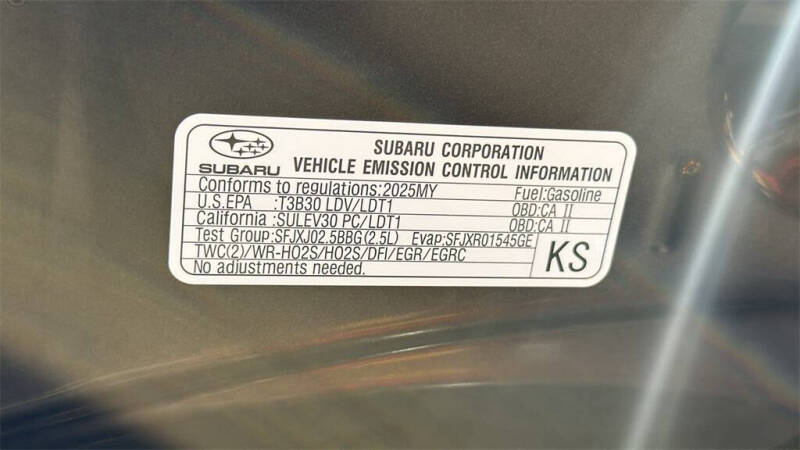 SUBARU
SUBARU CORPORATION
VEHICLE EMISSION CONTROL INFORMATION
Conforms to regulations:2025MY Fuel:Gasoline
U.S.EPA :T3B30 LDV/LDT1 OBD:CA II
California :SULEV30 PC/LDT1 OBD:CA II
Test Group:SFJXJ02.5BBG(2.5L) Evap:SFJXR01545GE
TWC(2)/WR-HO2S/HO2S/DFI/EGR/EGRC
No adjustments needed.
KS